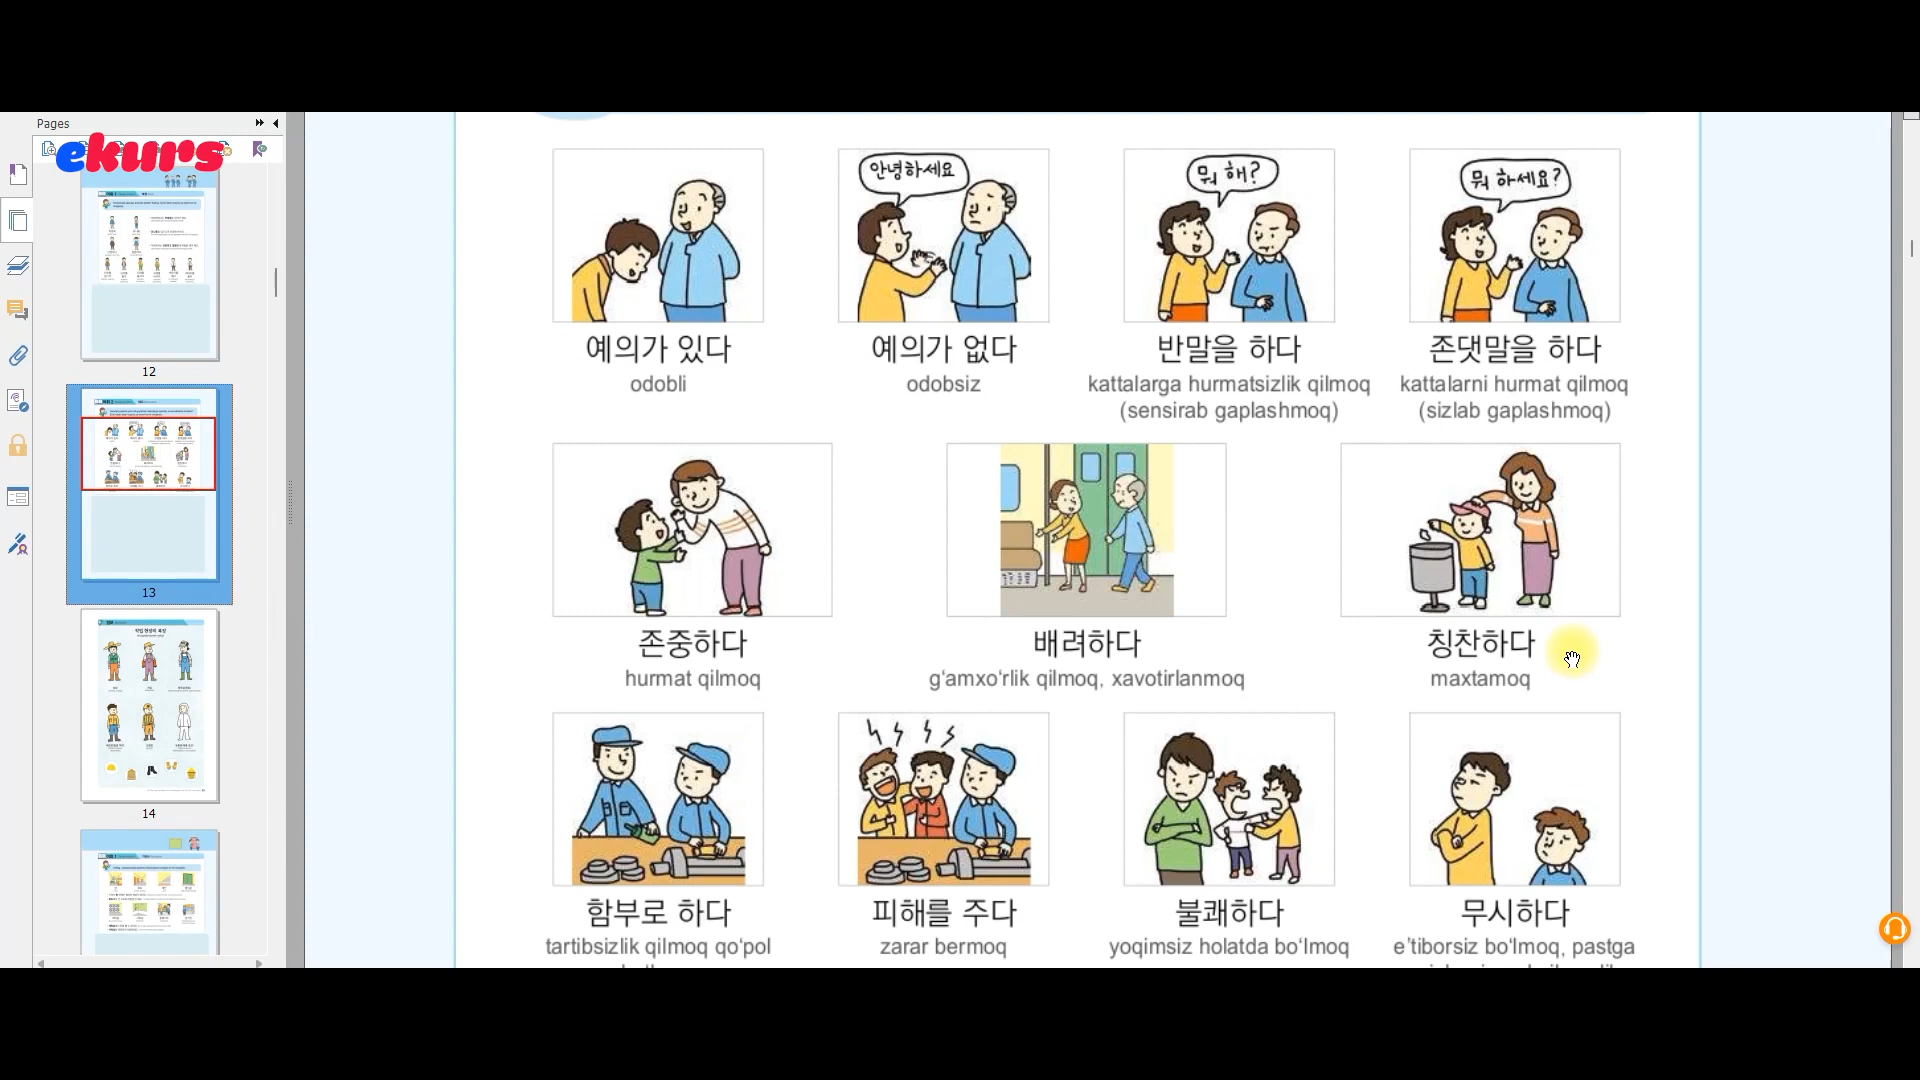 Pages
ekurs
12
13
14
안녕하세요
뭐 해?
뭐 하세요?
예의가 있다
odobli
예의가 없다
odobsiz
반말을 하다
kattalarga hurmatsizlik qilmoq
(sensirab gaplashmoq)
존댓말을 하다
kattalarni hurmat qilmoq
(sizlab gaplashmoq)
존중하다
hurmat qilmoq
배려하다
g‘amxo‘rlik qilmoq, xavotirlanmoq
칭찬하다
maxtamoq
함부로 하다
tartibsizlik qilmoq qo‘pol
피해를 주다
zarar bermoq
불쾌하다
yoqimsiz holatda bo‘lmoq
무시하다
e’tiborsiz bo‘lmoq, pastga